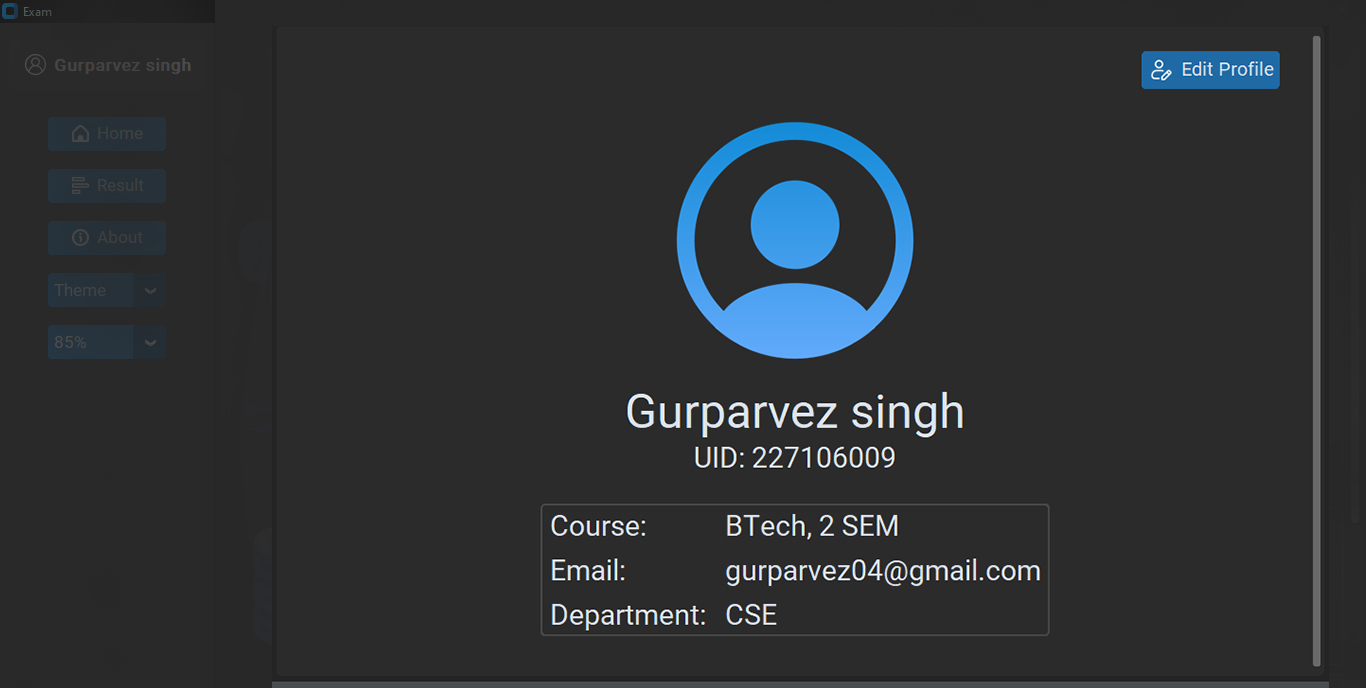 Exam
Gurparvez singh
Home
Result
About
Theme
85%
Edit Profile
Gurparvez singh
UID: 227106009
Course: BTech, 2 SEM
Email: gurparvez04@gmail.com
Department: CSE